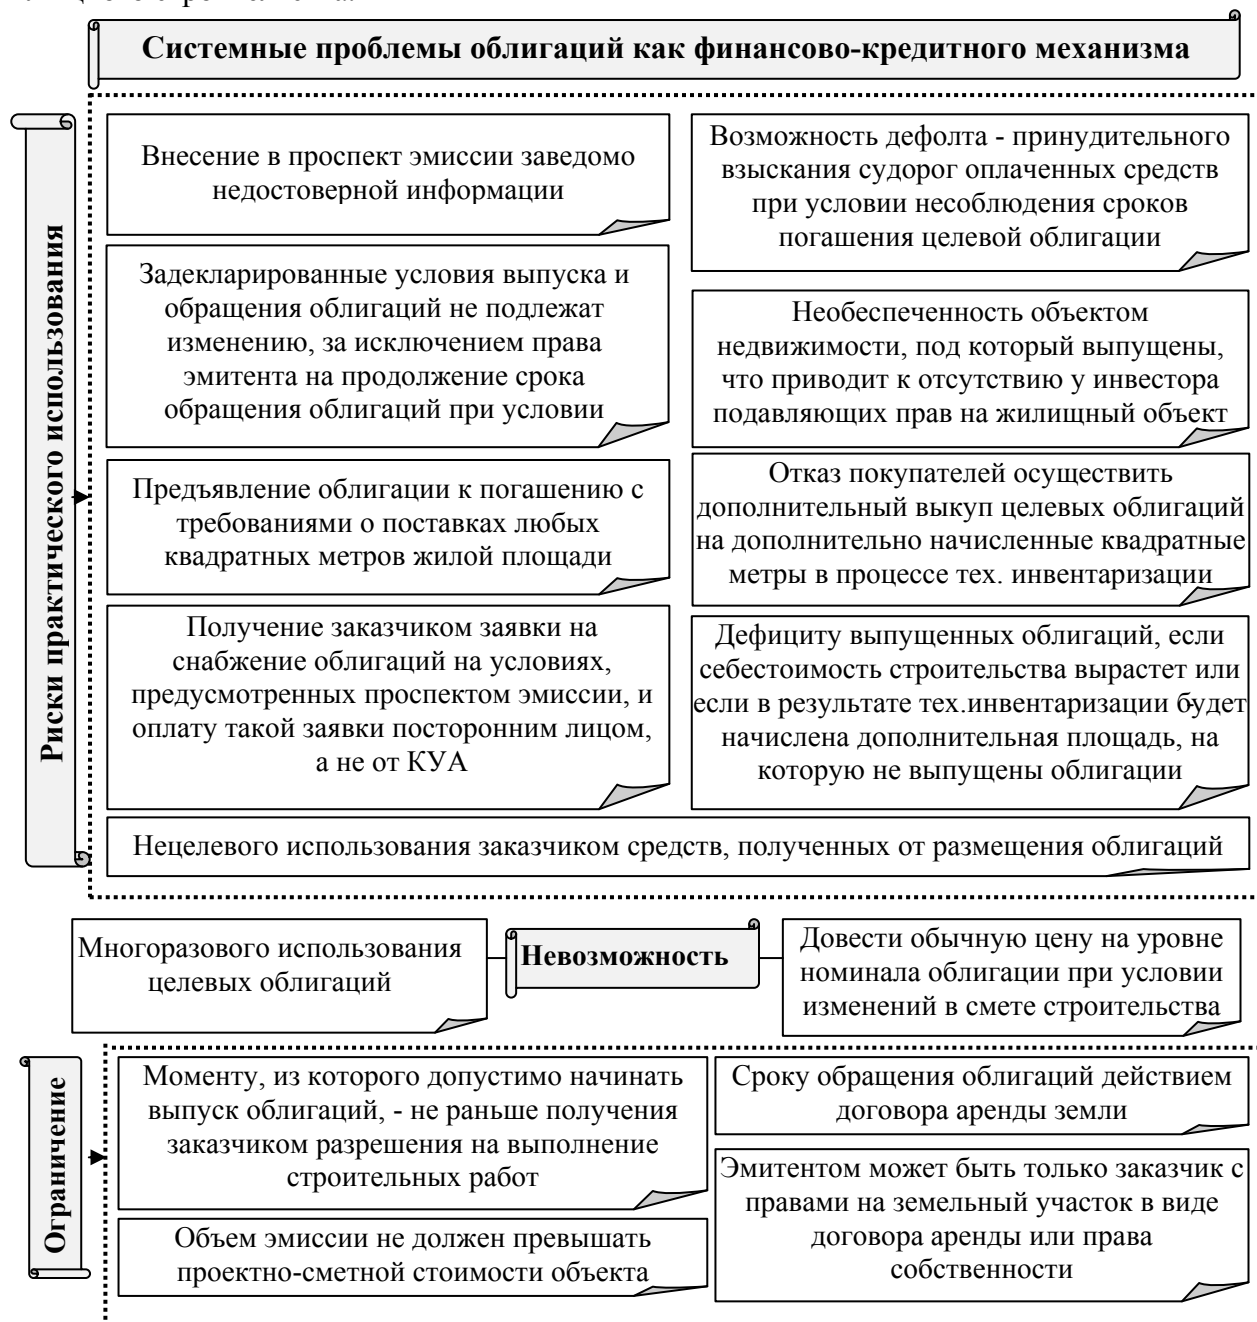 Системные проблемы облигаций как финансово-кредитного механизма
Риски практического использования
Внесение в проспект эмиссии заведомо
недостоверной информации
Задекларированные условия выпуска и
обращения облигаций не подлежат
изменению, за исключением права
эмитента на продолжение срока
обращения облигаций при условии
Предъявление облигации к погашению с
требованиями о поставках любых
квадратных метров жилой площади
Получение заказчиком заявки на
снабжение облигаций на условиях,
предусмотренных проспектом эмиссии, и
оплату такой заявки посторонним лицом,
а не от КУА
Возможность дефолта - принудительного
взыскания судорог оплаченных средств
при условии несоблюдения сроков
погашения целевой облигации
Необеспеченность объектом
недвижимости, под который выпущены,
что приводит к отсутствию у инвестора
подавляющих прав на жилищный объект
Отказ покупателей осуществить
дополнительный выкуп целевых облигаций
на дополнительно начисленные квадратные
метры в процессе тех. инвентаризации
Дефициту выпущенных облигаций, если
себестоимость строительства вырастет или
если в результате тех.инвентаризации будет
начислена дополнительная площадь, на
которую не выпущены облигации
Нецелевого использования заказчиком средств, полученных от размещения облигаций
Многоразового использования
целевых облигаций
Невозможность
Довести обычную цену на уровне
номинала облигации при условии
изменений в смете строительства
Ограничение
Моменту, из которого допустимо начинать
выпуск облигаций, - не раньше получения
заказчиком разрешения на выполнение
строительных работ
Объем эмиссии не должен превышать
проектно-сметной стоимости объекта
Сроку обращения облигаций действием
договора аренды земли
Эмитентом может быть только заказчик с
правами на земельный участок в виде
договора аренды или права
собственности